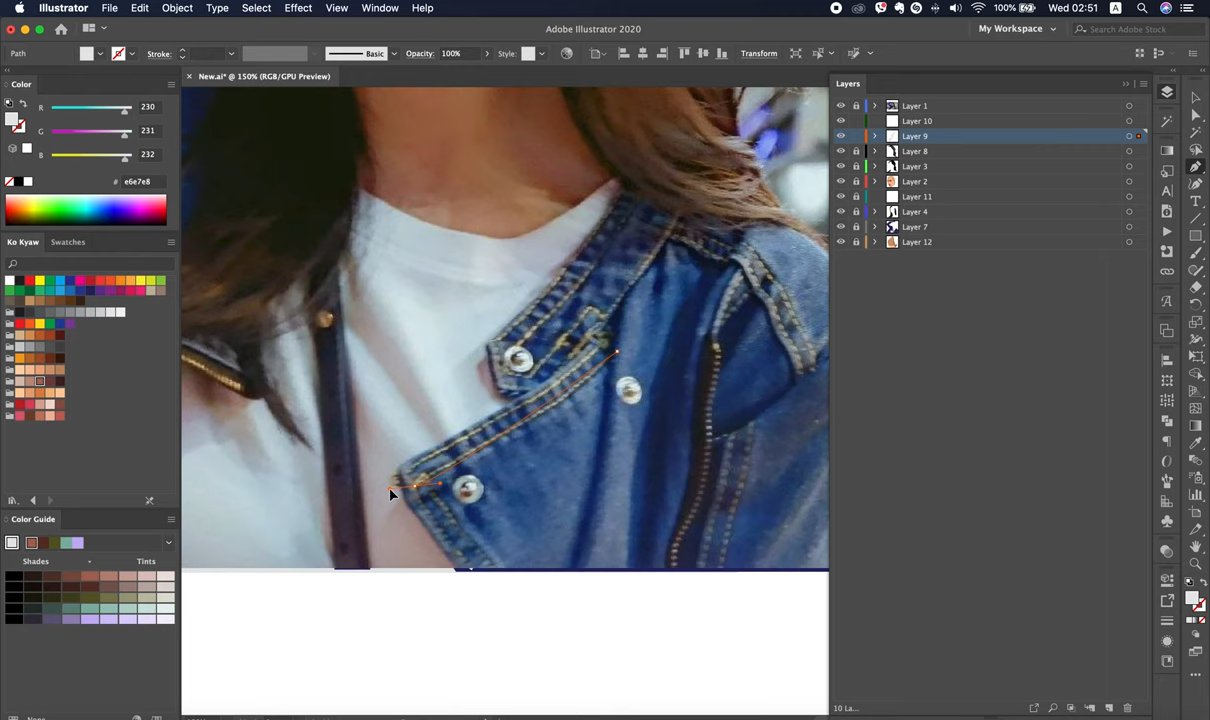 Illustrator File Edit Object Type Select Effect View Window Help 100% Wed 02:51 A
Adobe Illustrator 2020 My Workspace Search Adobe Stock
Path Stroke: Basic Opacity: 100% Style: Transform
New.ai* @ 150% (RGB/GPU Preview)
Color
R 230
G 231
B 232
# e6e7e8
Ko Kyaw Swatches
Color Guide
Shades Tints
None
Layers
Layer 1
Layer 10
Layer 9
Layer 8
Layer 3
Layer 2
Layer 11
Layer 4
Layer 7
Layer 12
10 La...